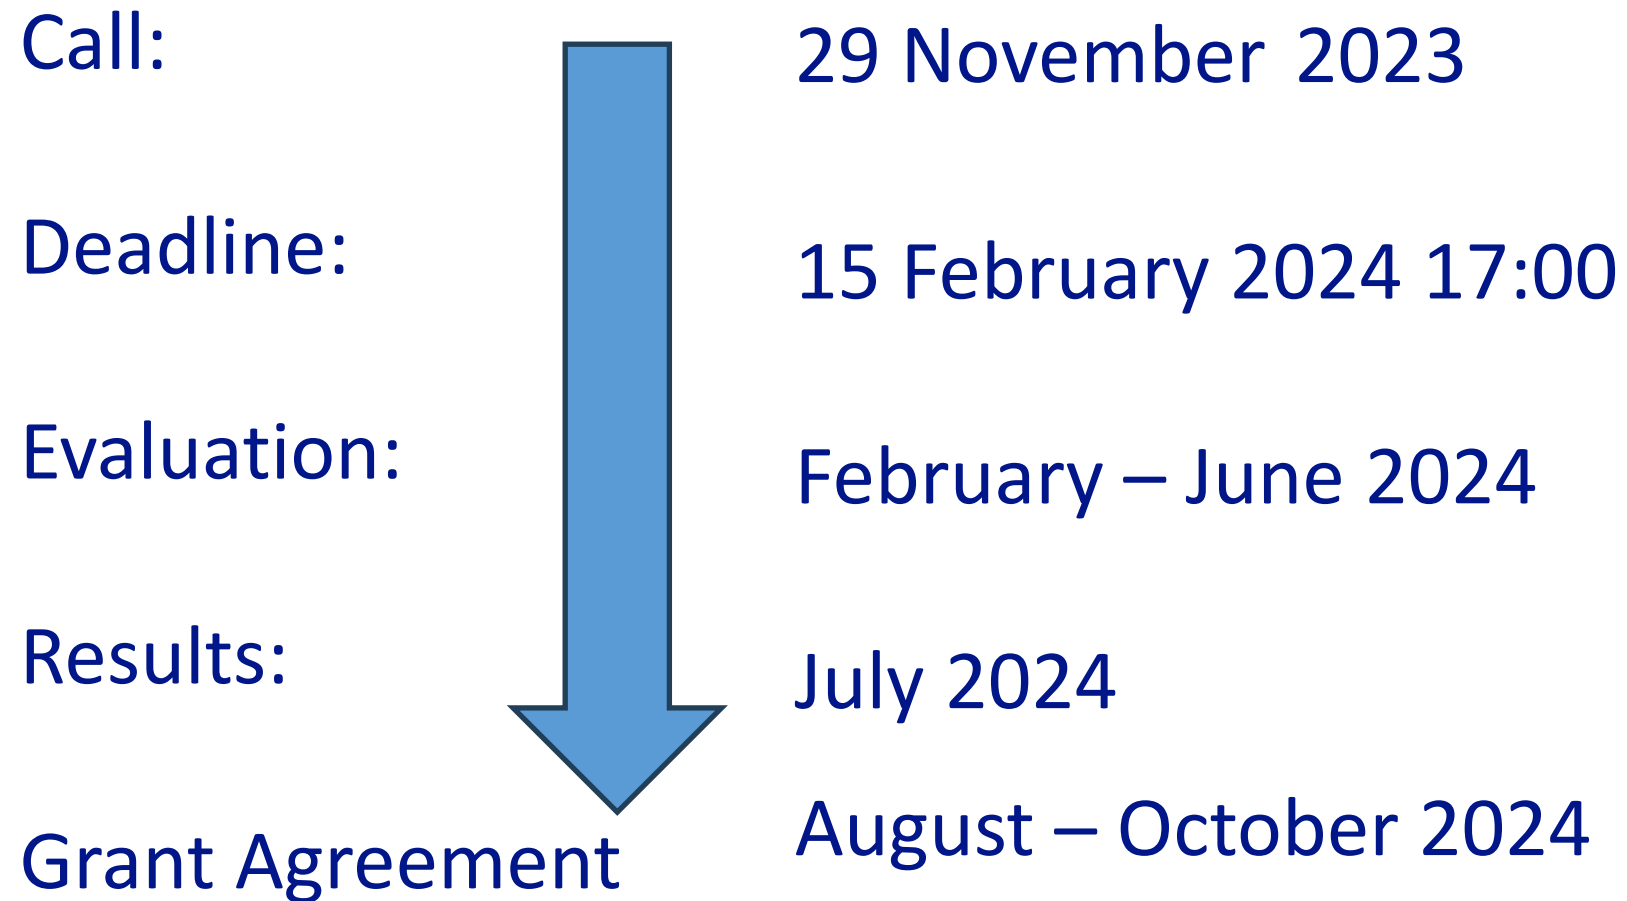 Call:
29 November 2023
Deadline:
15 February 2024 17:00
Evaluation:
February – June 2024
Results:
July 2024
Grant Agreement
August – October 2024